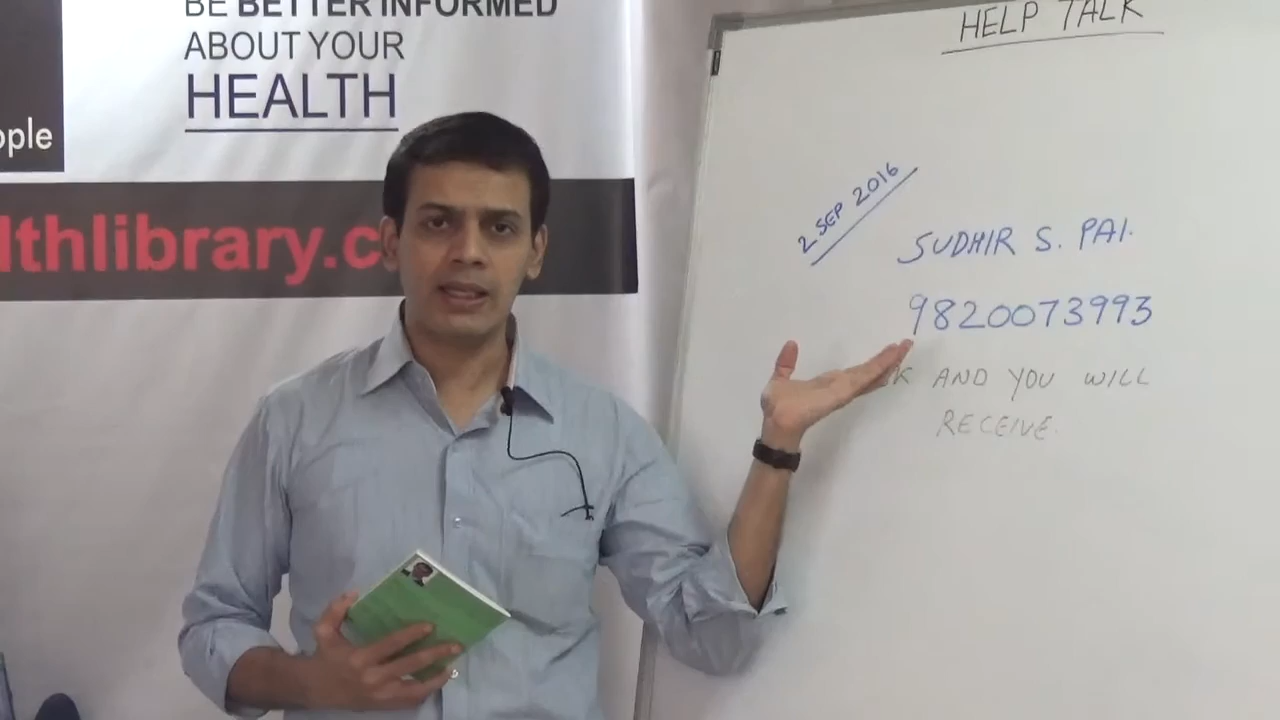 BE BETTER INFORMED
ABOUT YOUR
HEALTH
ople
lthlibrary.c
HELP TALK
2 SEP 2016
SUDHIR S. PAI.
9820073993
K AND YOU WILL
RECEIVE.